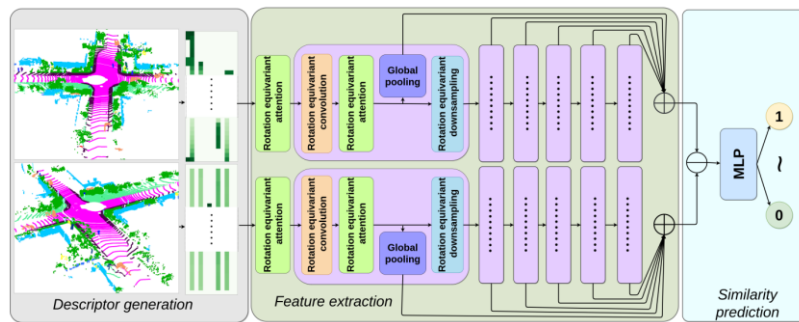 Rotation equivariant
attention
Rotation equivariant
convolution
Rotation equivariant
attention
Global
pooling
Rotation equivariant
downsampling
Rotation equivariant
attention
Rotation equivariant
convolution
Rotation equivariant
attention
Global
pooling
Rotation equivariant
downsampling
MLP
1
~
0
Descriptor generation
Feature extraction
Similarity
prediction